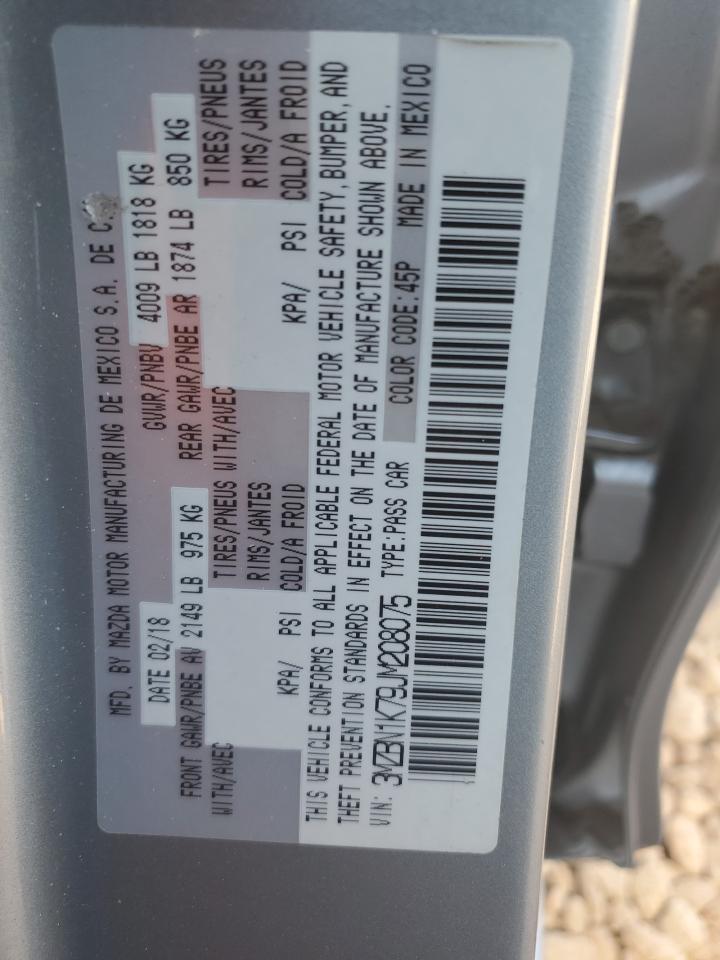 MFD. BY MAZDA MOTOR MANUFACTURING DE MEXICO S.A. DE C
DATE 02/18 GVWR/PNBV 4009 LB 1818 KG
FRONT GAWR/PNBE AV 2149 LB 975 KG REAR GAWR/PNBE AR 1874 LB 850 KG
WITH/AVEC TIRES/PNEUS WITH/AVEC TIRES/PNEUS
RIMS/JANTES RIMS/JANTES
KPA/ PSI COLD/A FROID KPA/ PSI COLD/A FROID
THIS VEHICLE CONFORMS TO ALL APPLICABLE FEDERAL MOTOR VEHICLE SAFETY, BUMPER, AND
THEFT PREVENTION STANDARDS IN EFFECT ON THE DATE OF MANUFACTURE SHOWN ABOVE.
VIN: 3MZBN1K79JM208075 TYPE:PASS CAR COLOR CODE:45P MADE IN MEXICO